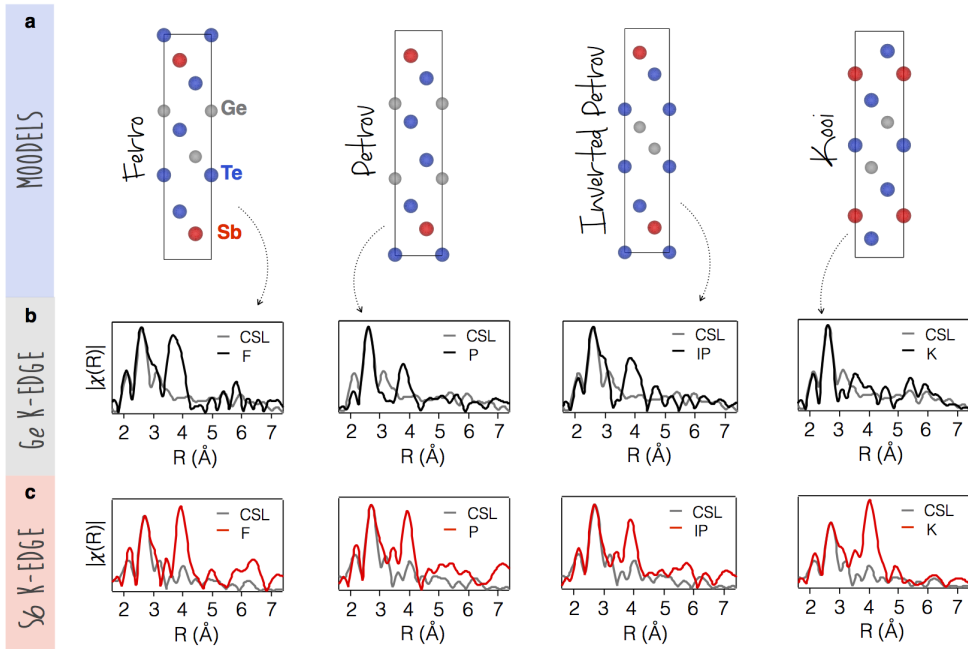 a
MOODELS
Ferro
Ge
Te
Sb
Petrov
Inverted Petrov
Kooi
b
Ge K-EDGE
|χ(R)|
CSL
F
2 3 4 5 6 7
R (Å)
CSL
P
2 3 4 5 6 7
R (Å)
CSL
IP
2 3 4 5 6 7
R (Å)
CSL
K
2 3 4 5 6 7
R (Å)
c
Sb K-EDGE
|χ(R)|
CSL
F
2 3 4 5 6 7
R (Å)
CSL
P
2 3 4 5 6 7
R (Å)
CSL
IP
2 3 4 5 6 7
R (Å)
CSL
K
2 3 4 5 6 7
R (Å)